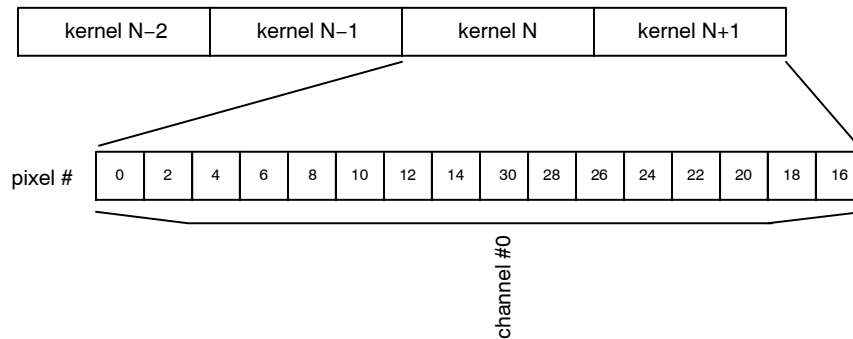 kernel N−2 kernel N−1 kernel N kernel N+1
pixel # 0 2 4 6 8 10 12 14 30 28 26 24 22 20 18 16
channel #0